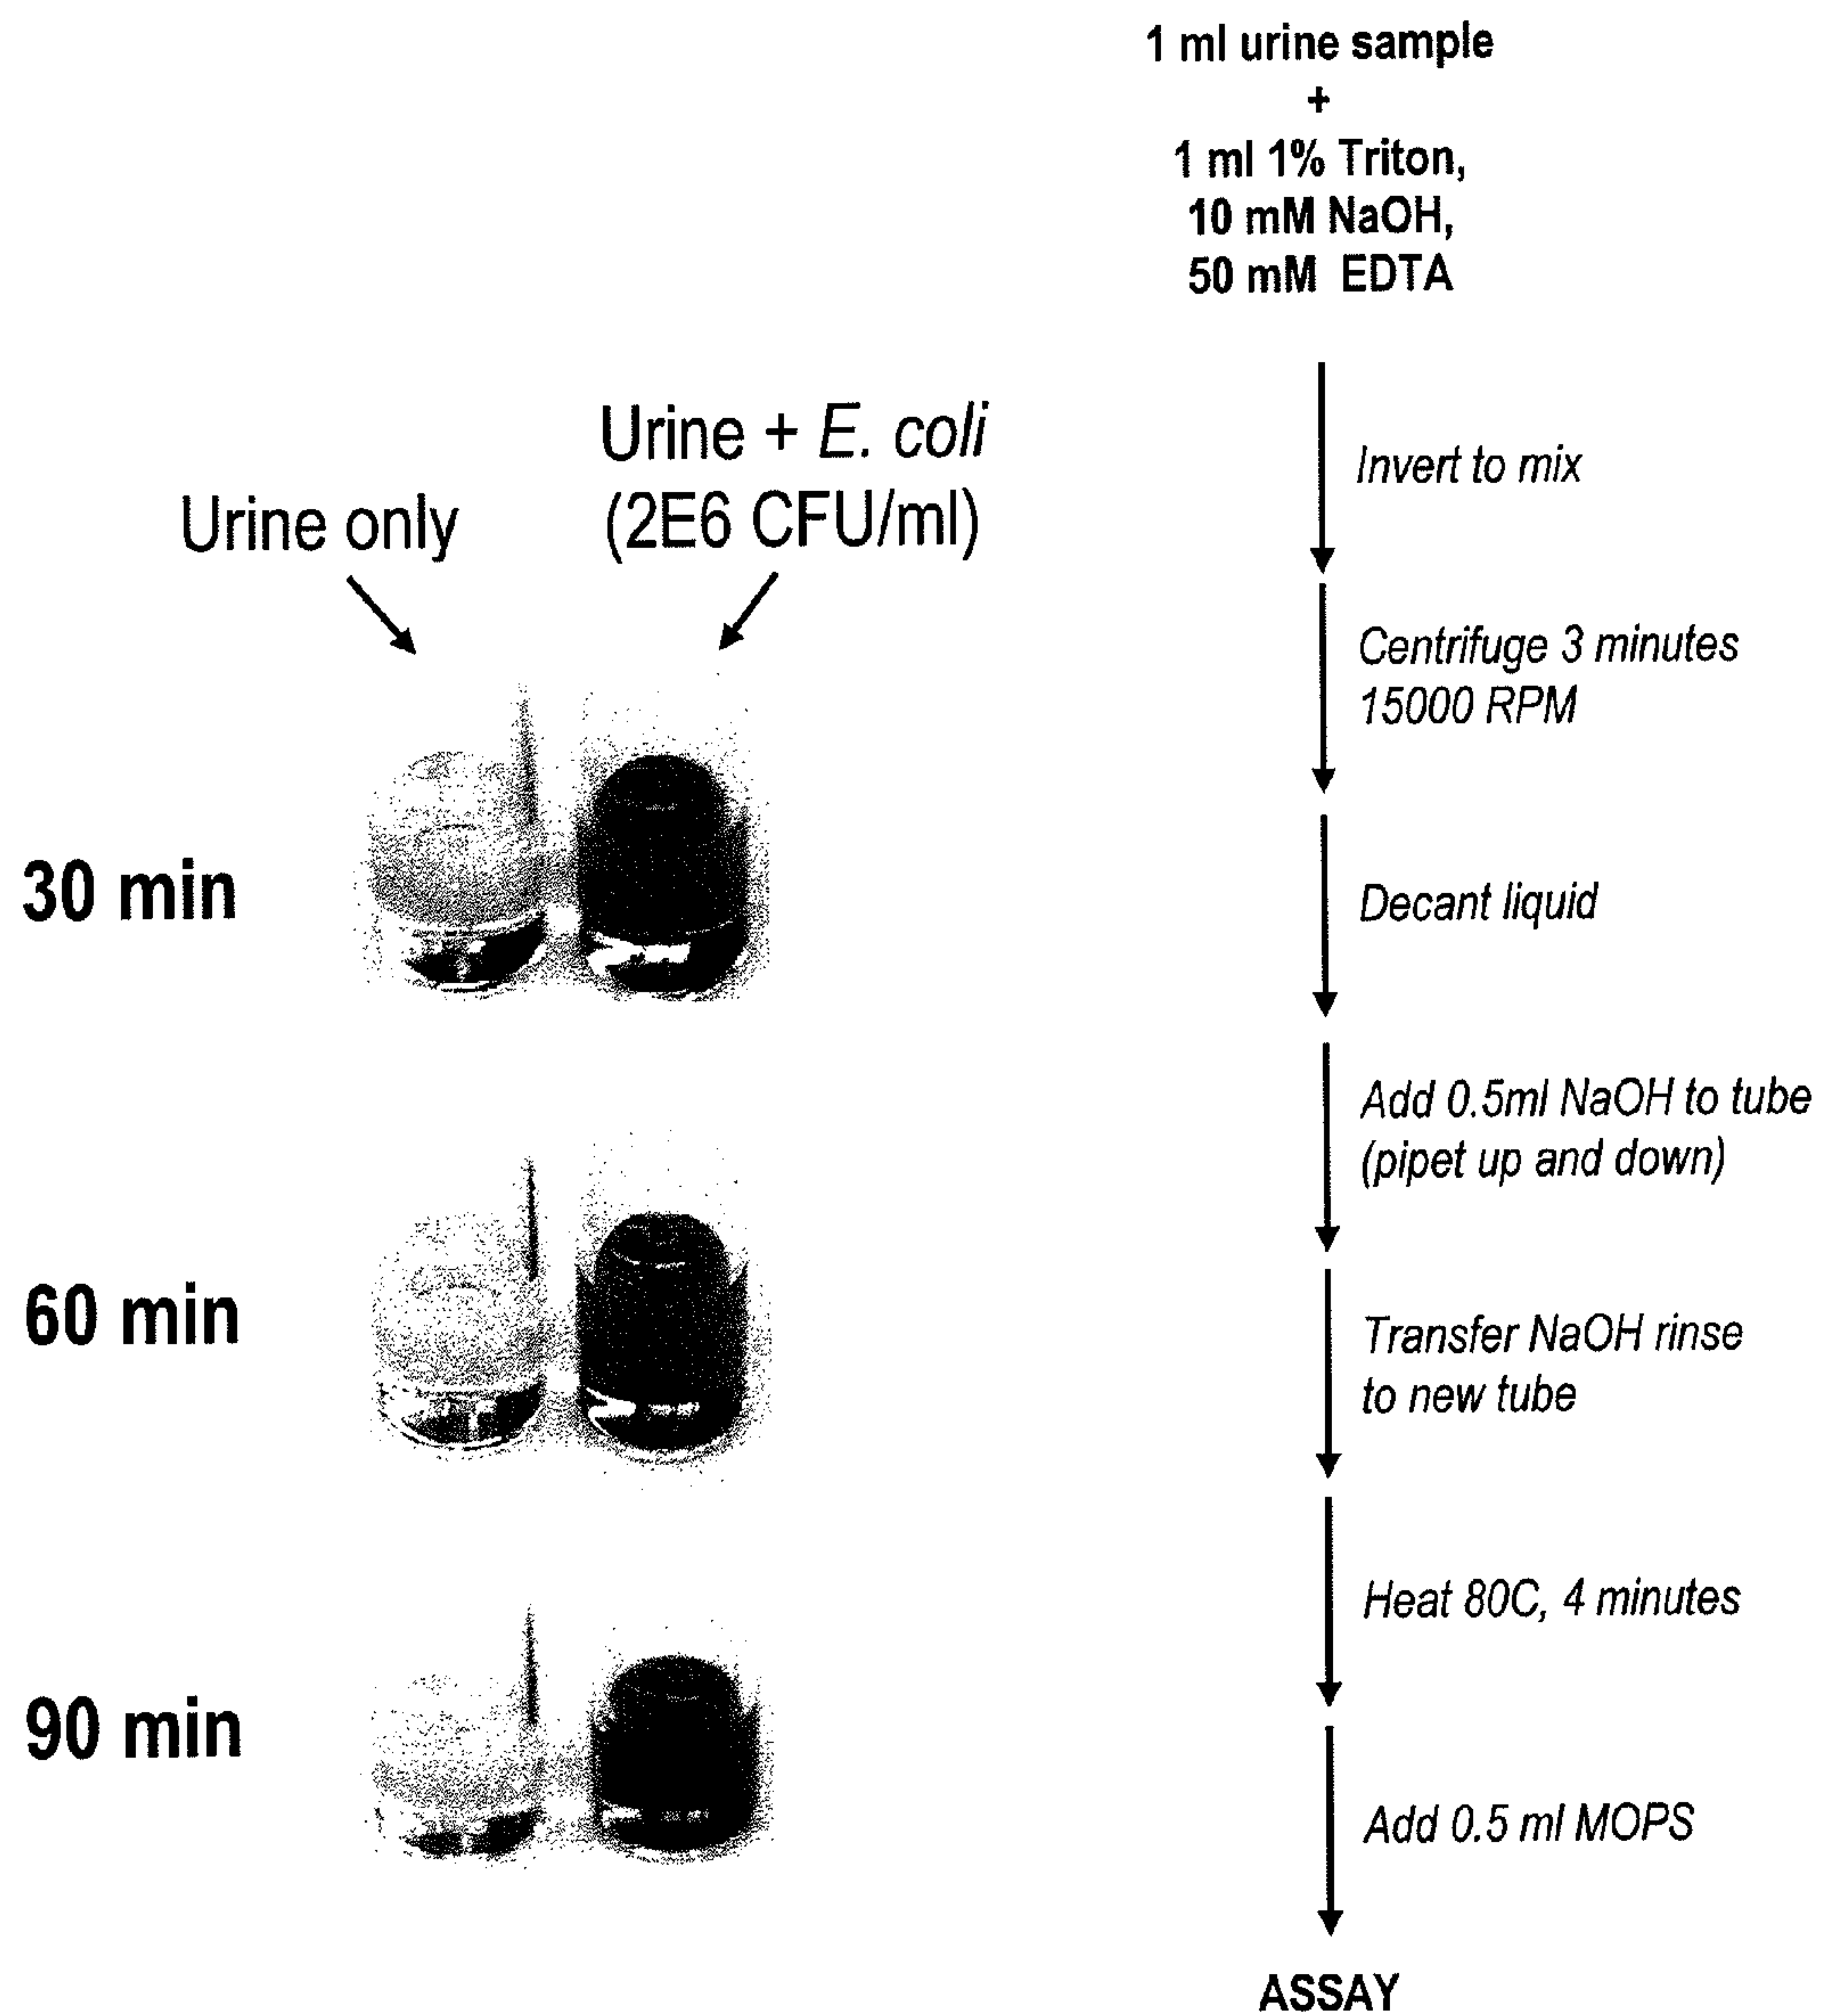 1 ml urine sample
+
1 ml 1% Triton,
10 mM NaOH,
50 mM EDTA
Invert to mix
Centrifuge 3 minutes
15000 RPM
Decant liquid
Add 0.5ml NaOH to tube
(pipet up and down)
Transfer NaOH rinse
to new tube
Heat 80C, 4 minutes
Add 0.5 ml MOPS
ASSAY
Urine only
Urine + E. coli
(2E6 CFU/ml)
30 min
60 min
90 min